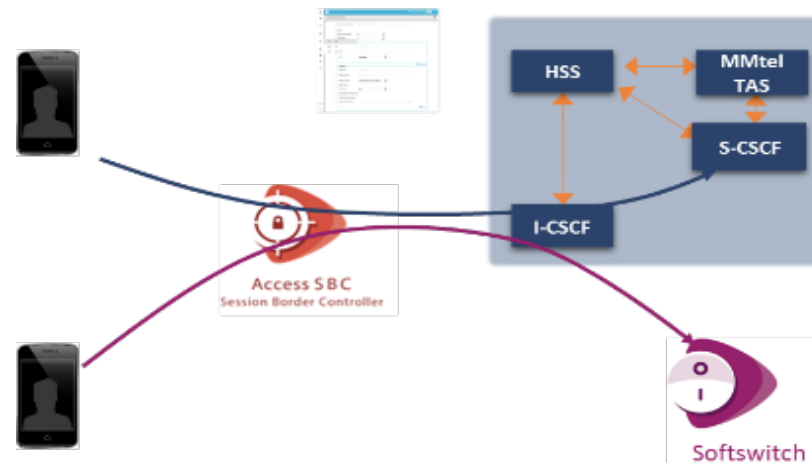 HSS
MMtel
TAS
S-CSCF
I-CSCF
Access SBC
Session Border Controller
O
I
Softswitch